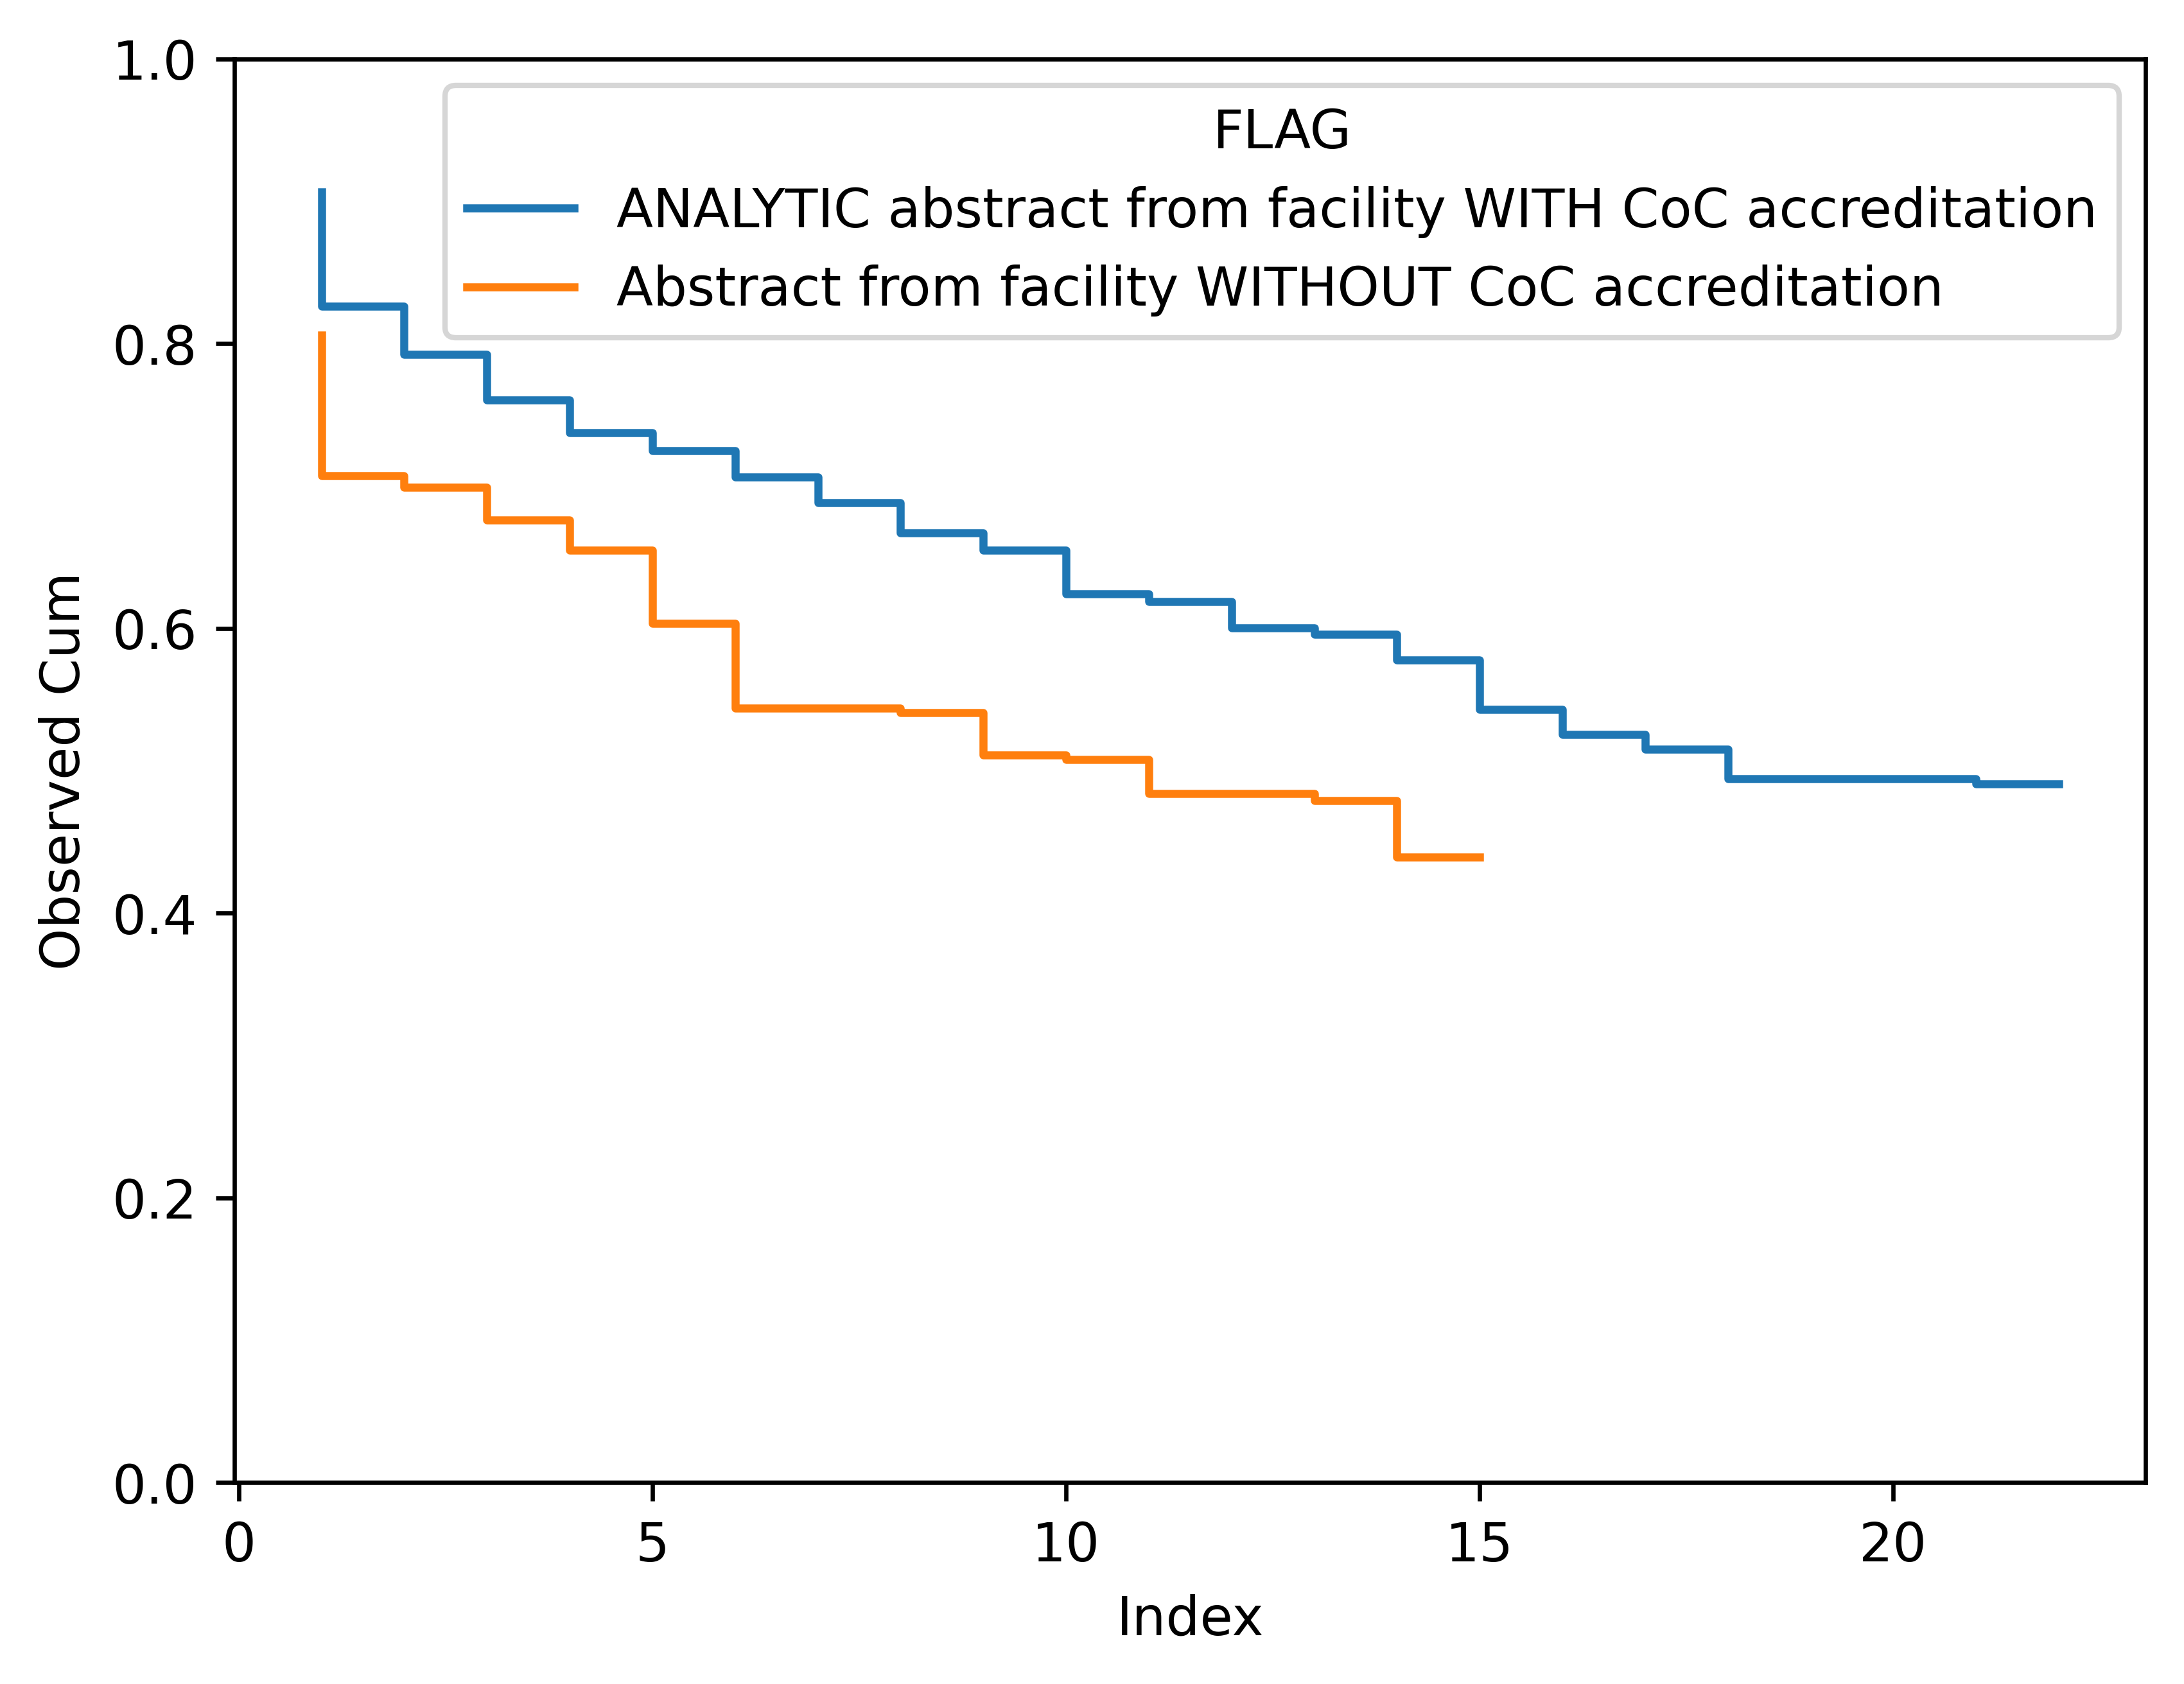 1.0
0.8
0.6
0.4
0.2
0.0
Observed Cum
FLAG
ANALYTIC abstract from facility WITH CoC accreditation
Abstract from facility WITHOUT CoC accreditation
0 5 10 15 20
Index